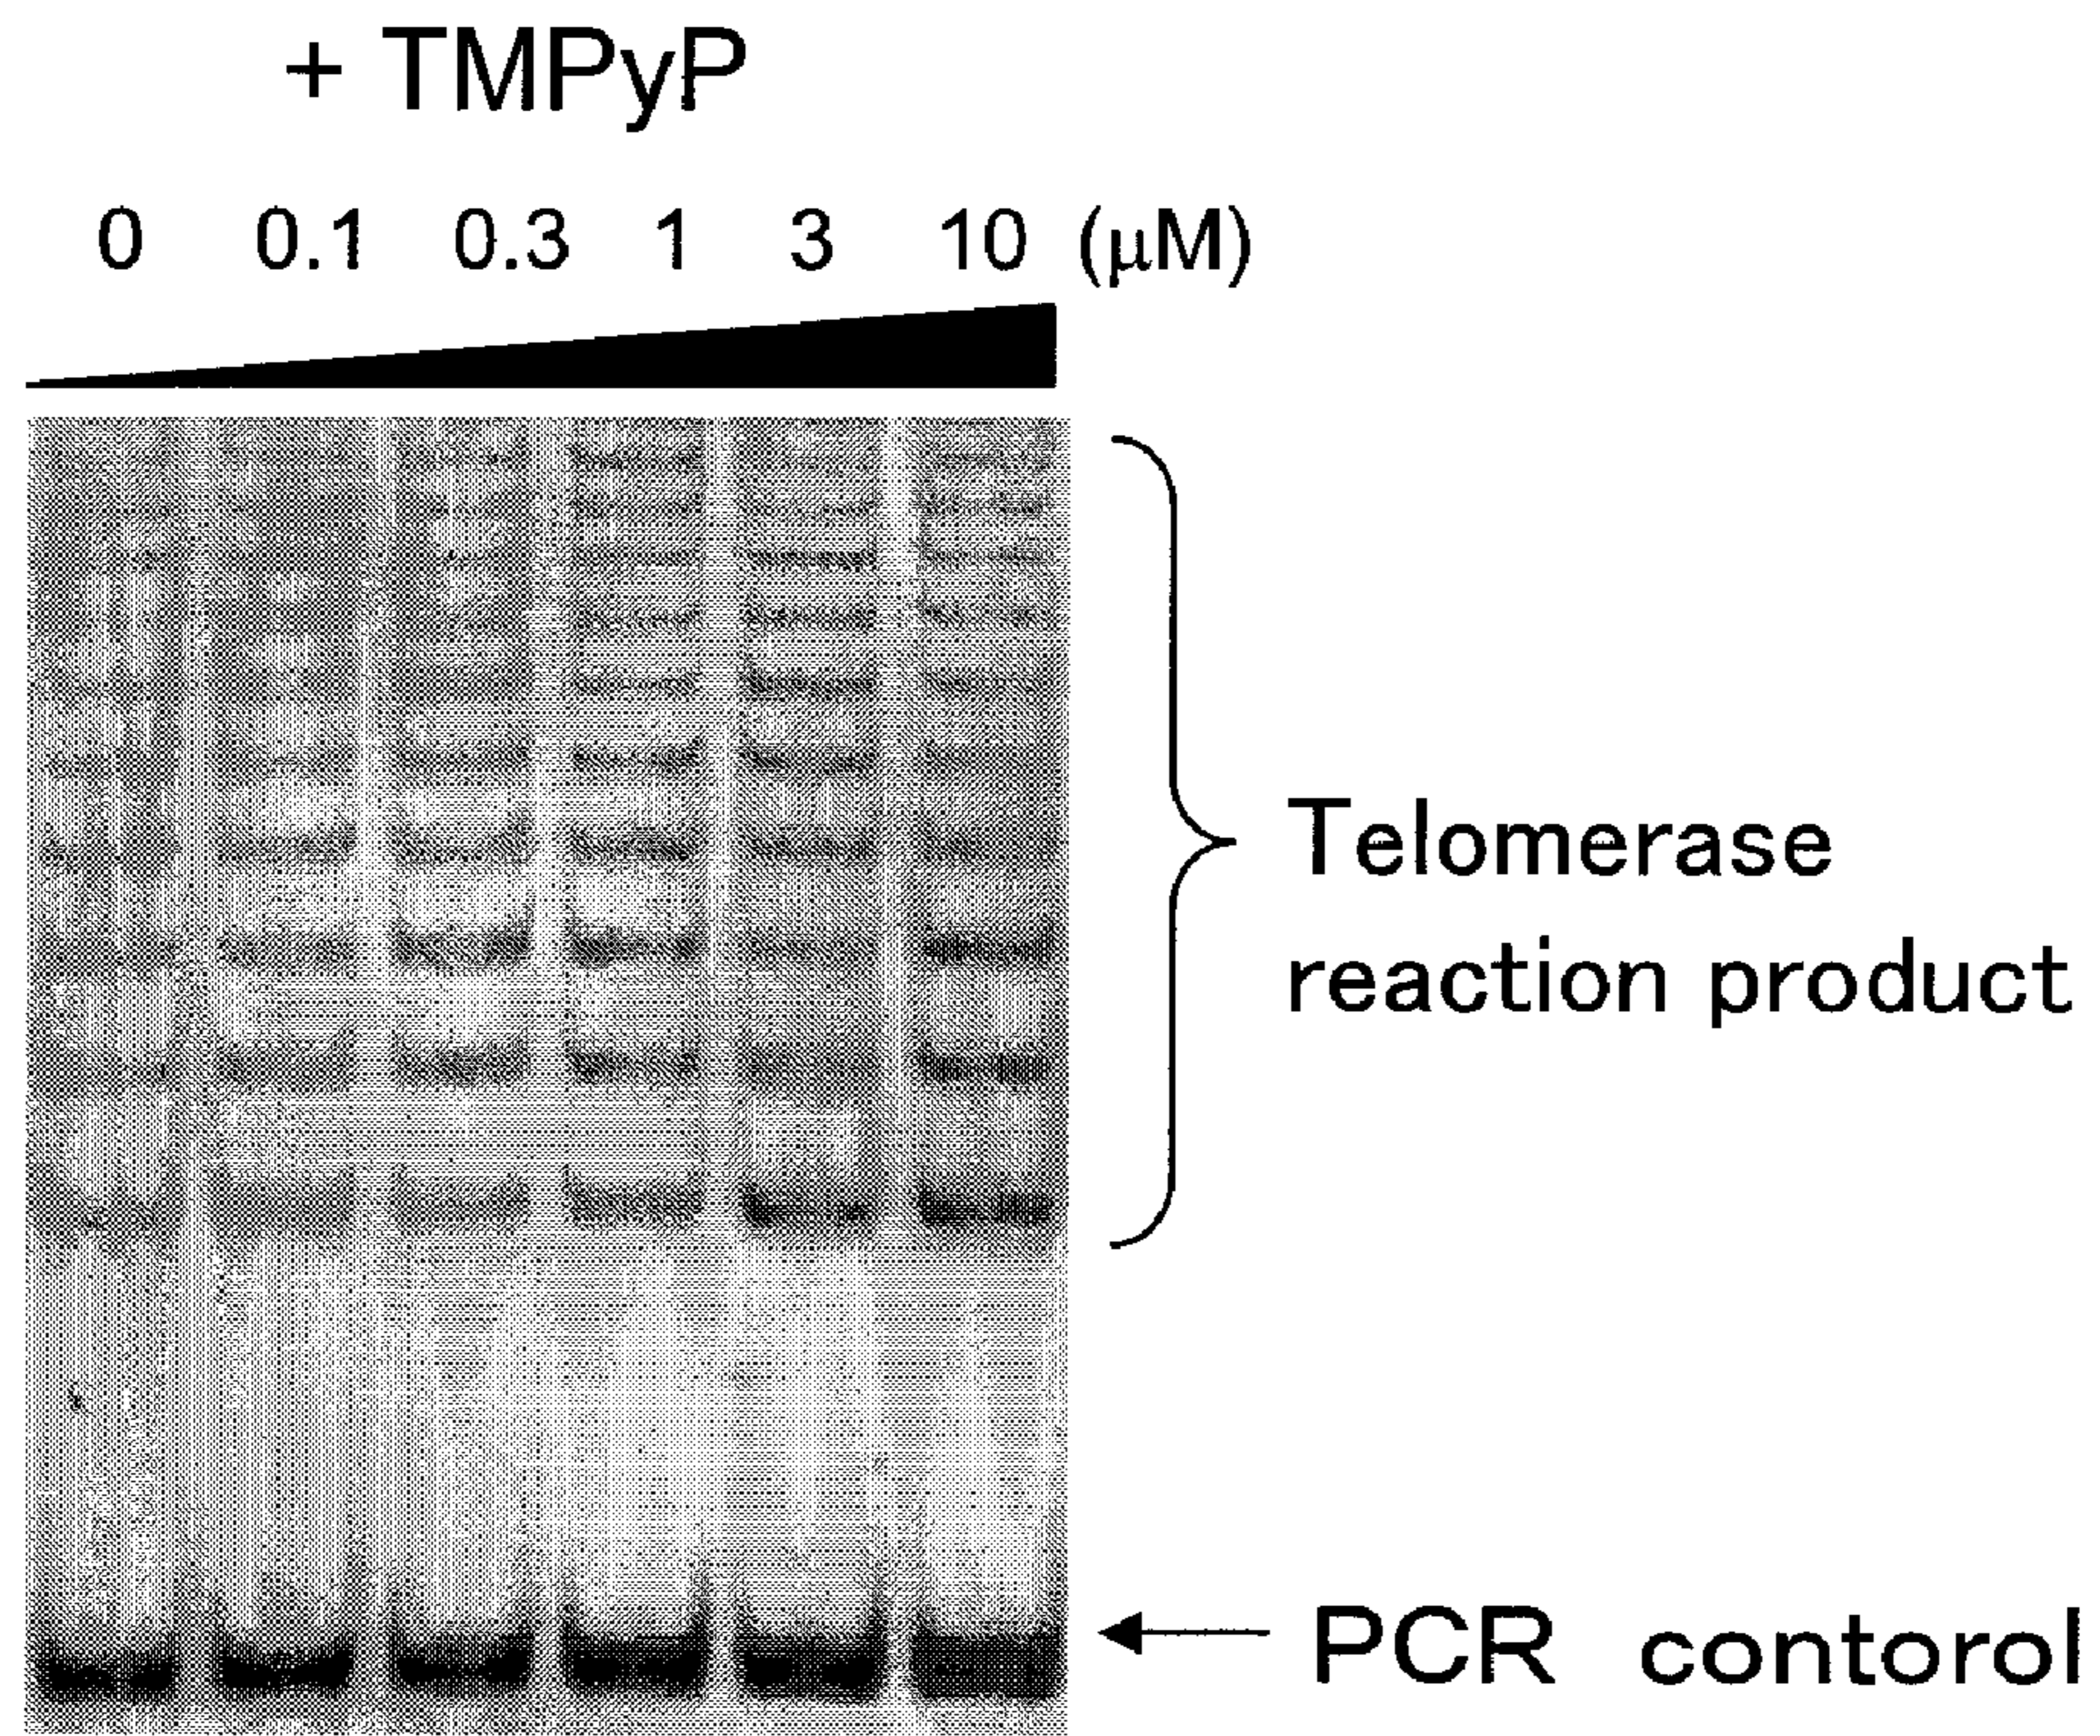 + TMPyP
0 0.1 0.3 1 3 10 (μM)
Telomerase
reaction product
PCR contorol